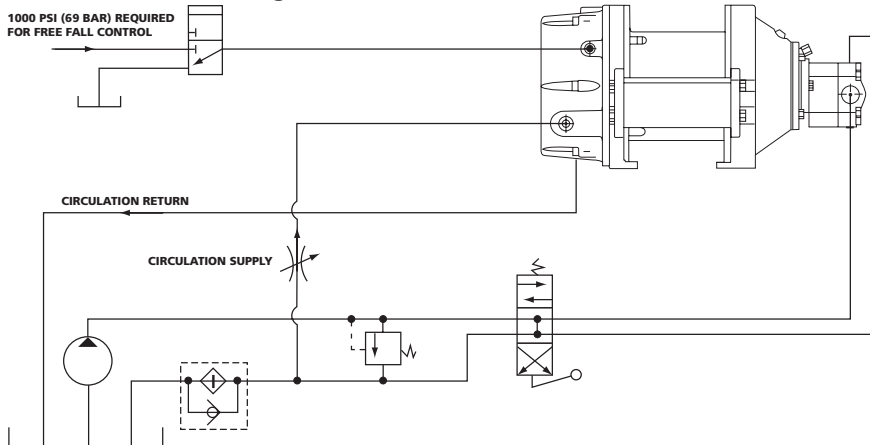 1000 PSI (69 BAR) REQUIRED
FOR FREE FALL CONTROL
CIRCULATION RETURN
CIRCULATION SUPPLY